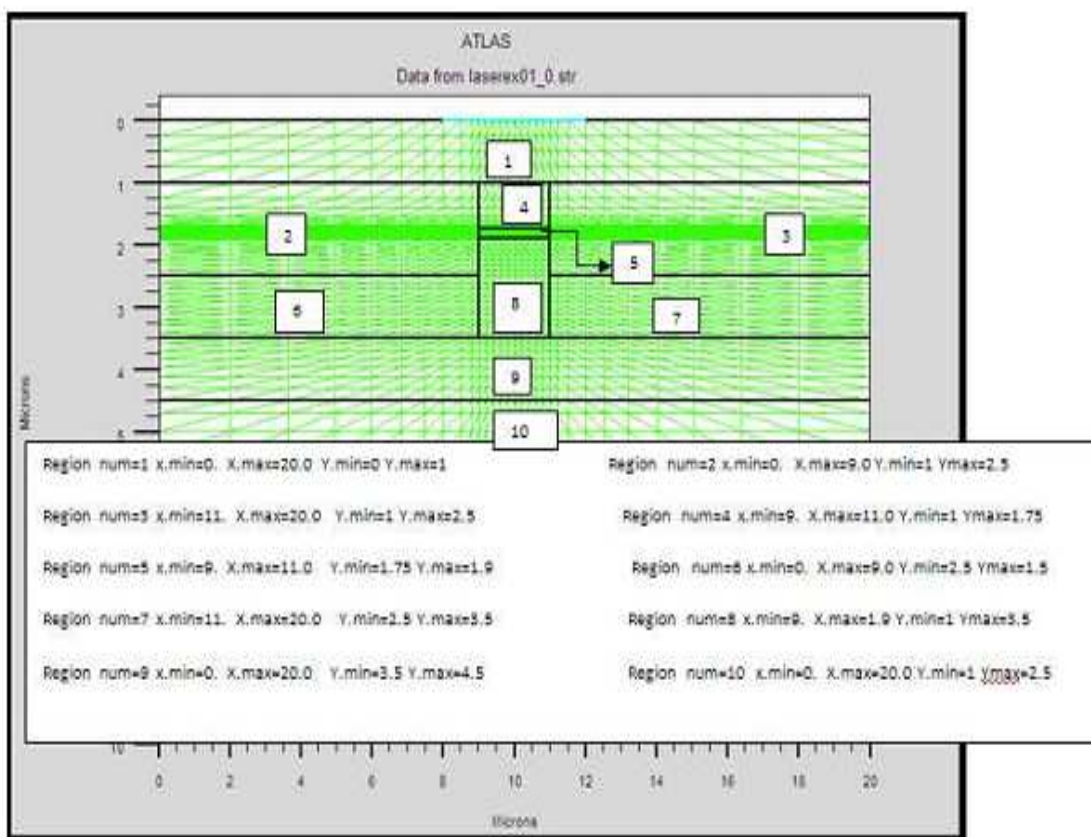 ATLAS
Data from laserex01_0.str
0
1
2
3
4
Microns
1
4
2
3
5
6
8
7
9
10
Region num=1 x.min=0. X.max=20.0 Y.min=0 Y.max=1
Region num=2 x.min=0. X.max=9.0 Y.min=1 Ymax=2.5
Region num=3 x.min=11. X.max=20.0 Y.min=1 Y.max=2.5
Region num=4 x.min=9. X.max=11.0 Y.min=1 Ymax=1.75
Region num=5 x.min=9. X.max=11.0 Y.min=1.75 Y.max=1.9
Region num=6 x.min=0. X.max=9.0 Y.min=2.5 Ymax=1.5
Region num=7 x.min=11. X.max=20.0 Y.min=2.5 Y.max=3.5
Region num=8 x.min=9. X.max=1.9 Y.min=1 Ymax=3.5
Region num=9 x.min=0. X.max=20.0 Y.min=3.5 Y.max=4.5
Region num=10 x.min=0. X.max=20.0 Y.min=1 Ymax=2.5
10
0 2 4 6 8 10 12 14 16 18 20
Microns